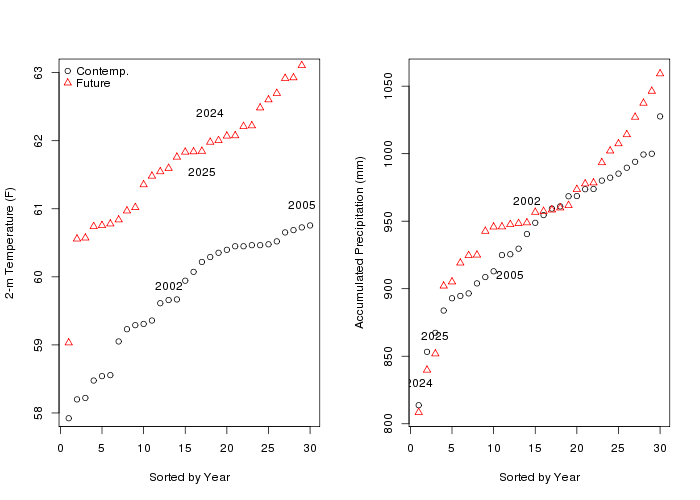 Contemp.
Future
2024
2025
2005
2002
63
62
61
60
59
58
2-m Temperature (F)
0 5 10 15 20 25 30
Sorted by Year
2002
2005
2025
2024
1050
1000
950
900
850
800
Accumulated Precipitation (mm)
0 5 10 15 20 25 30
Sorted by Year